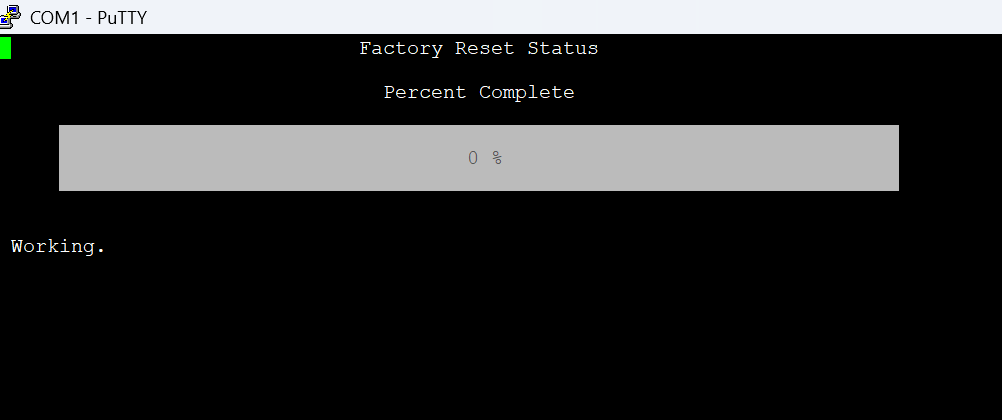 COM1 - PuTTY
Factory Reset Status
Percent Complete
0 %
Working.